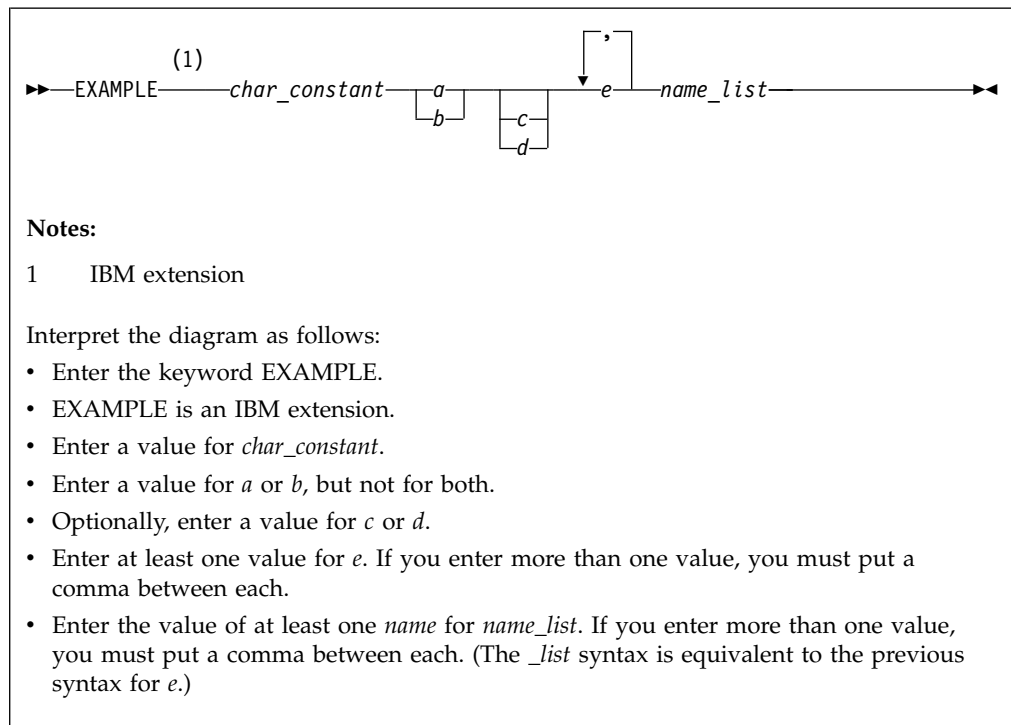 ,
(1)
EXAMPLE char_constant a e name_list
b c
d
Notes:
1 IBM extension
Interpret the diagram as follows:
• Enter the keyword EXAMPLE.
• EXAMPLE is an IBM extension.
• Enter a value for char_constant.
• Enter a value for a or b, but not for both.
• Optionally, enter a value for c or d.
• Enter at least one value for e. If you enter more than one value, you must put a
comma between each.
• Enter the value of at least one name for name_list. If you enter more than one value,
you must put a comma between each. (The _list syntax is equivalent to the previous
syntax for e.)